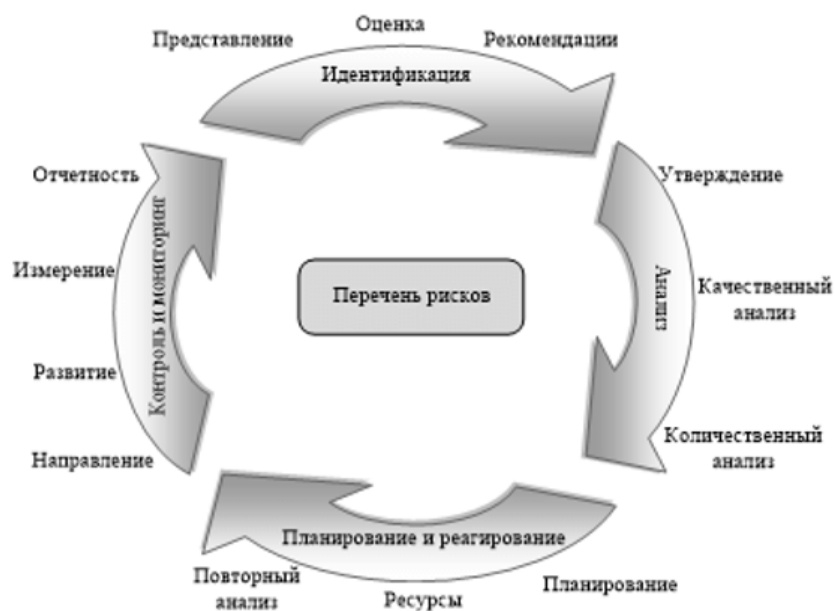 Оценка
Представление
Рекомендации
Идентификация
Отчетность
Утверждение
Измерение
Контроль и мониторинг
Перечень рисков
Анализ
Качественный
анализ
Развитие
Направление
Количественный
анализ
Планирование и реагирование
Повторный
анализ
Ресурсы
Планирование